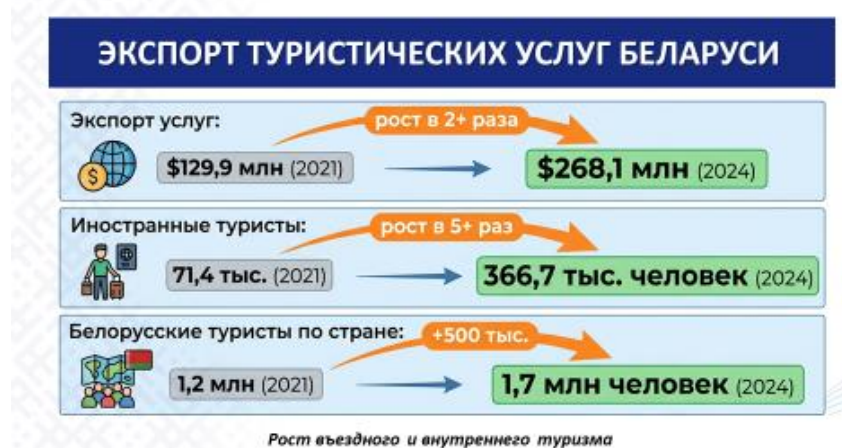 ЭКСПОРТ ТУРИСТИЧЕСКИХ УСЛУГ БЕЛАРУСИ
Экспорт услуг:
рост в 2+ раза
$129,9 млн (2021)
$268,1 млн (2024)
Иностранные туристы:
рост в 5+ раз
71,4 тыс. (2021)
366,7 тыс. человек (2024)
Белорусские туристы по стране:
+500 тыс.
1,2 млн (2021)
1,7 млн человек (2024)
Рост въездного и внутреннего туризма